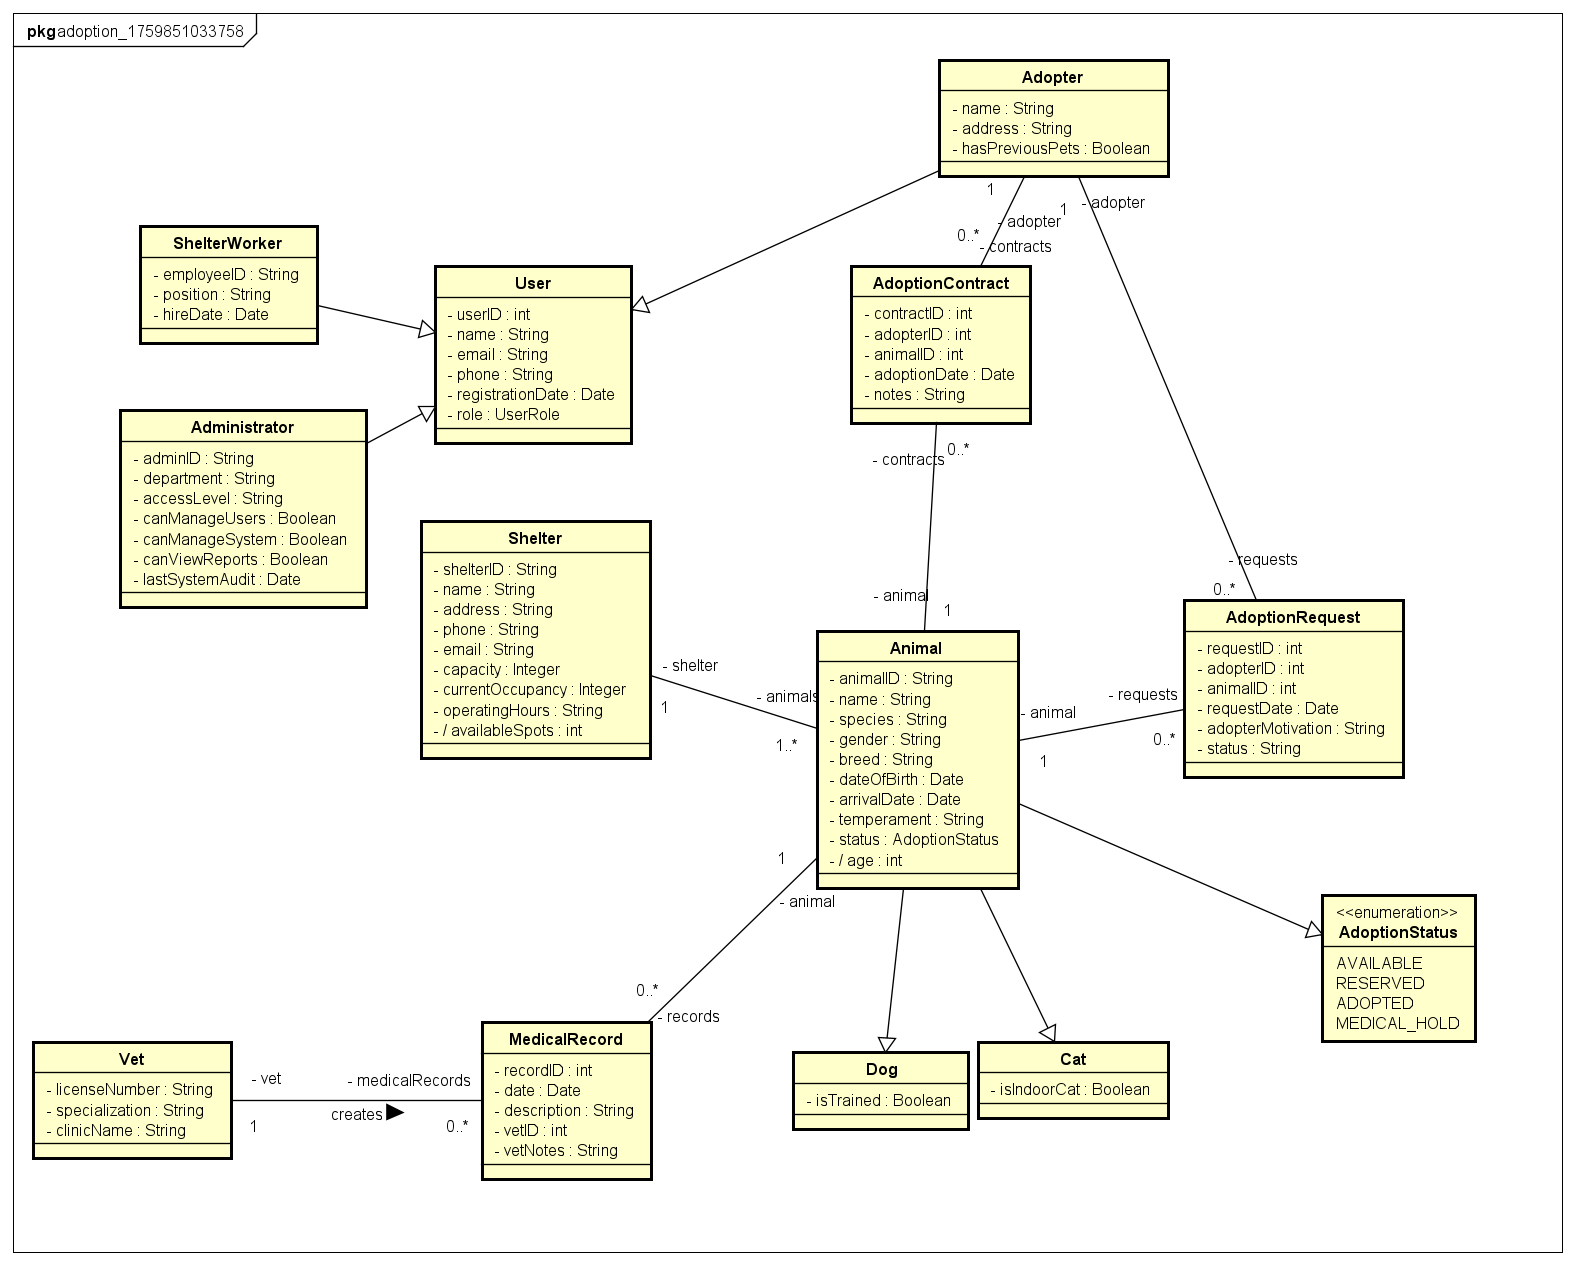 pkg adoption_1759851033758
Adopter
- name : String
- address : String
- hasPreviousPets : Boolean
1
- adopter
0..*
- contracts
1
- adopter
ShelterWorker
- employeeID : String
- position : String
- hireDate : Date
User
- userID : int
- name : String
- email : String
- phone : String
- registrationDate : Date
- role : UserRole
AdoptionContract
- contractID : int
- adopterID : int
- animalID : int
- adoptionDate : Date
- notes : String
Administrator
- adminID : String
- department : String
- accessLevel : String
- canManageUsers : Boolean
- canManageSystem : Boolean
- canViewReports : Boolean
- lastSystemAudit : Date
0..*
- contracts
- animal
1
- requests
0..*
Shelter
- shelterID : String
- name : String
- address : String
- phone : String
- email : String
- capacity : Integer
- currentOccupancy : Integer
- operatingHours : String
- / availableSpots : int
- shelter
1
- animals
1..*
Animal
- animalID : String
- name : String
- species : String
- gender : String
- breed : String
- dateOfBirth : Date
- arrivalDate : Date
- temperament : String
- status : AdoptionStatus
- / age : int
- animal
1
- requests
0..*
AdoptionRequest
- requestID : int
- adopterID : int
- animalID : int
- requestDate : Date
- adopterMotivation : String
- status : String
1
- animal
0..*
- records
<<enumeration>>
AdoptionStatus
AVAILABLE
RESERVED
ADOPTED
MEDICAL_HOLD
Vet
- licenseNumber : String
- specialization : String
- clinicName : String
- vet
1
- medicalRecords
creates
0..*
MedicalRecord
- recordID : int
- date : Date
- description : String
- vetID : int
- vetNotes : String
Dog
- isTrained : Boolean
Cat
- isIndoorCat : Boolean